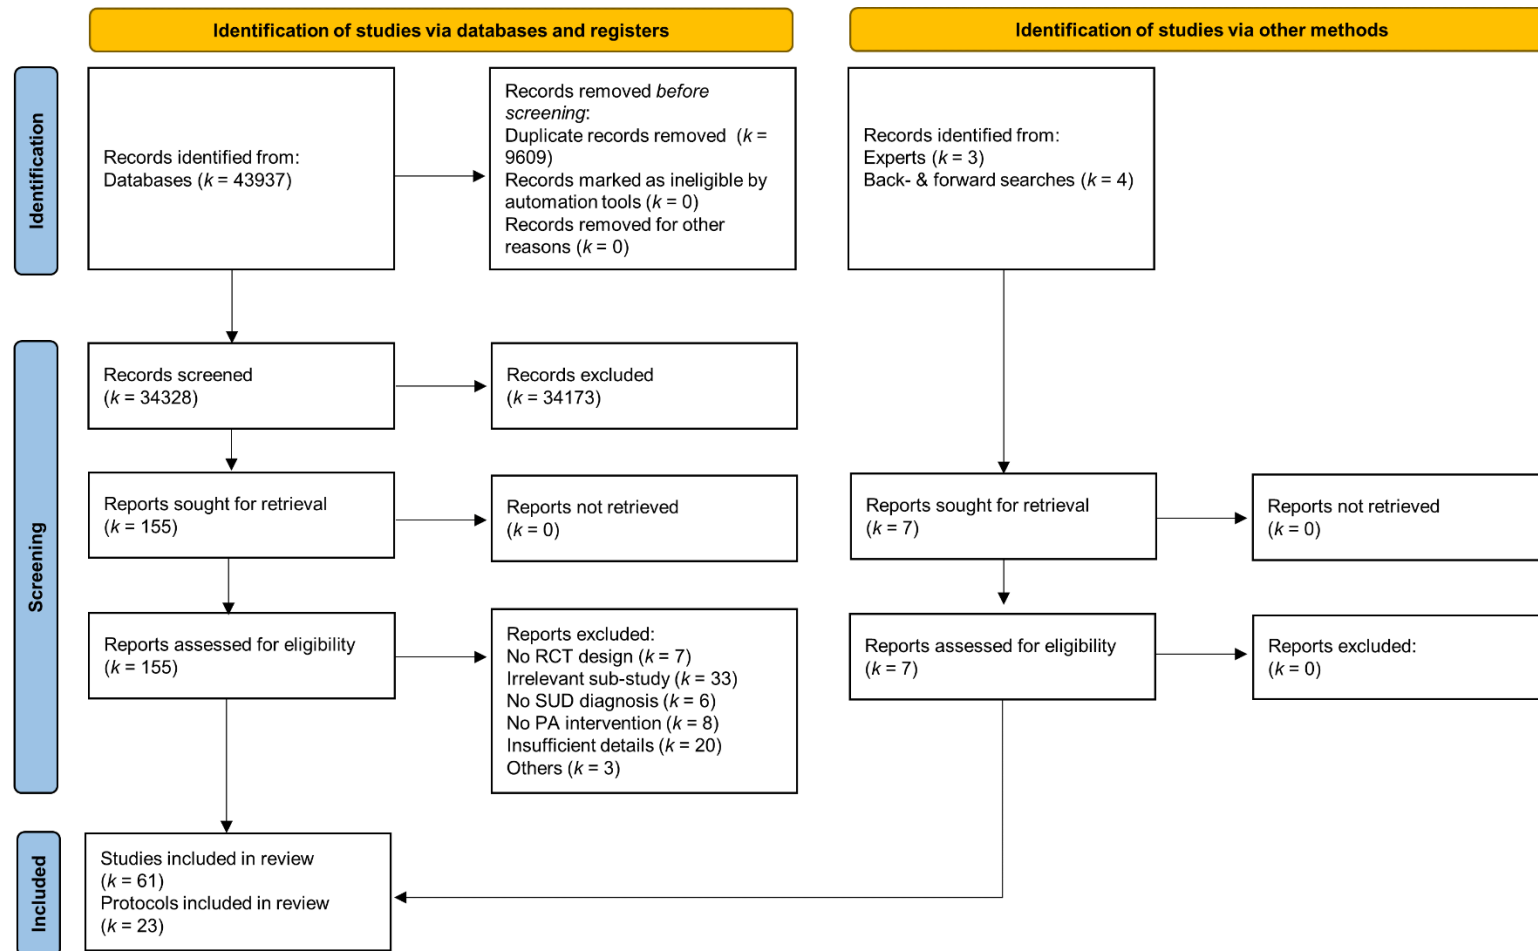 Identification of studies via databases and registers
Identification of studies via other methods
Identification
Records identified from:
Databases (k = 43937)
Records removed before
screening:
Duplicate records removed (k =
9609)
Records marked as ineligible by
automation tools (k = 0)
Records removed for other
reasons (k = 0)
Records identified from:
Experts (k = 3)
Back- & forward searches (k = 4)
Screening
Records screened
(k = 34328)
Records excluded
(k = 34173)
Reports sought for retrieval
(k = 155)
Reports not retrieved
(k = 0)
Reports sought for retrieval
(k = 7)
Reports not retrieved
(k = 0)
Reports assessed for eligibility
(k = 155)
Reports excluded:
No RCT design (k = 7)
Irrelevant sub-study (k = 33)
No SUD diagnosis (k = 6)
No PA intervention (k = 8)
Insufficient details (k = 20)
Others (k = 3)
Reports assessed for eligibility
(k = 7)
Reports excluded:
(k = 0)
Included
Studies included in review
(k = 61)
Protocols included in review
(k = 23)